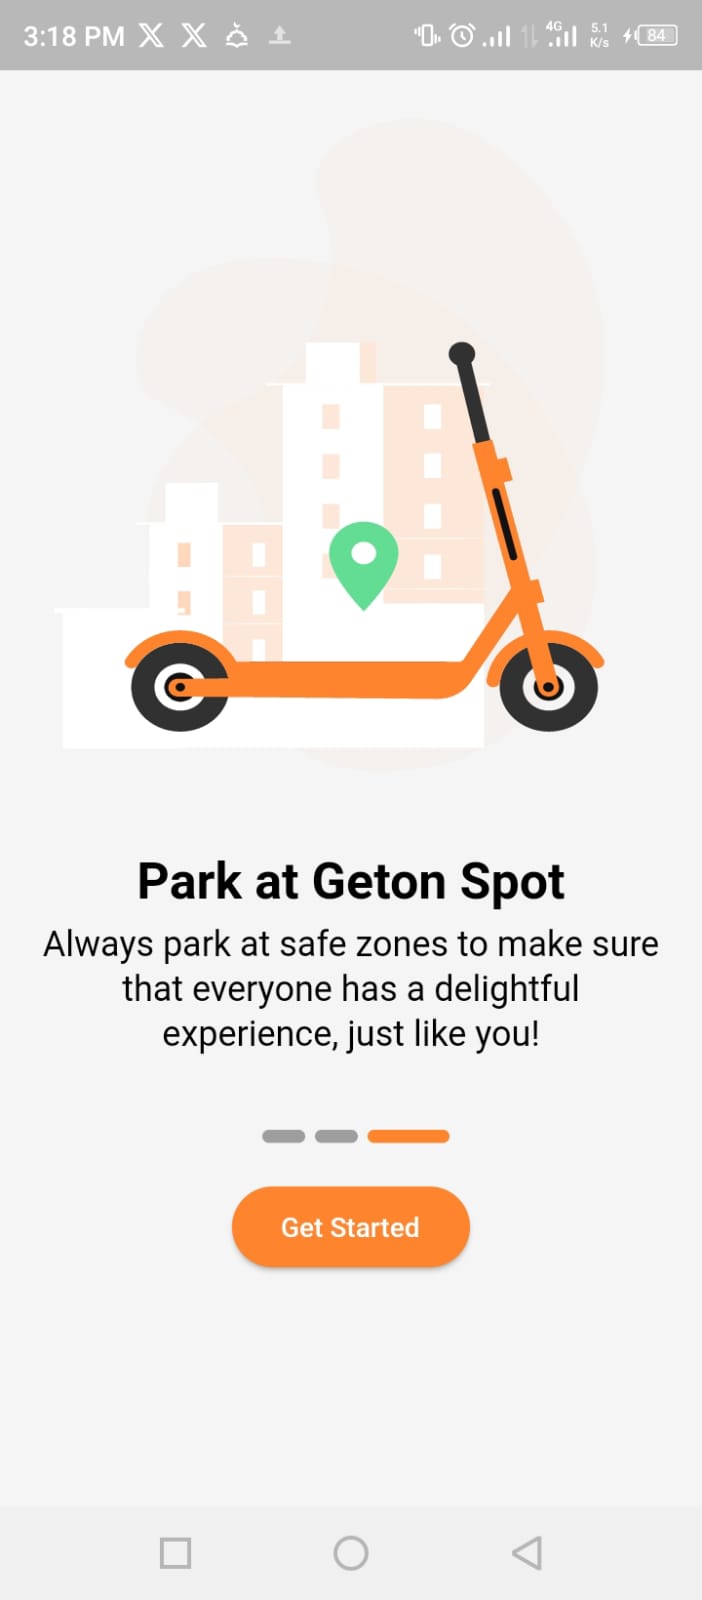 3:18 PM
4G
5.1
K/s
84
Park at Geton Spot
Always park at safe zones to make sure
that everyone has a delightful
experience, just like you!
Get Started